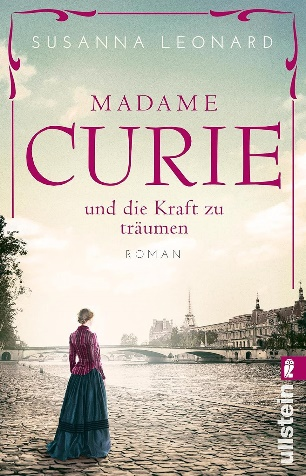 SUSANNA LEONARD
MADAME
CURIE
und die Kraft zu
träumen
ROMAN
ullstein